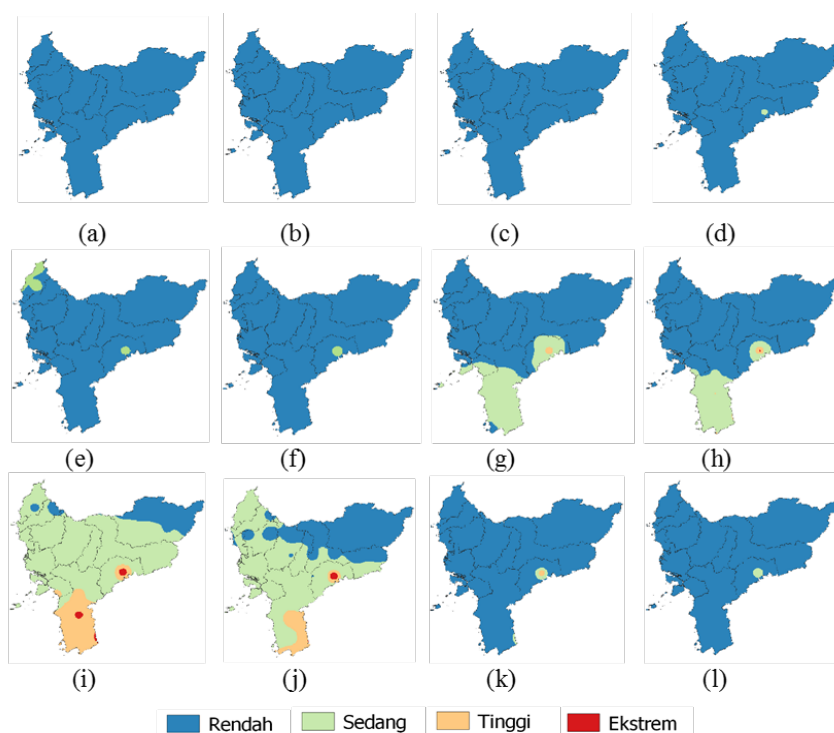 (a) (b) (c) (d)
(e) (f) (g) (h)
(i) (j) (k) (l)
Rendah Sedang Tinggi Ekstrem